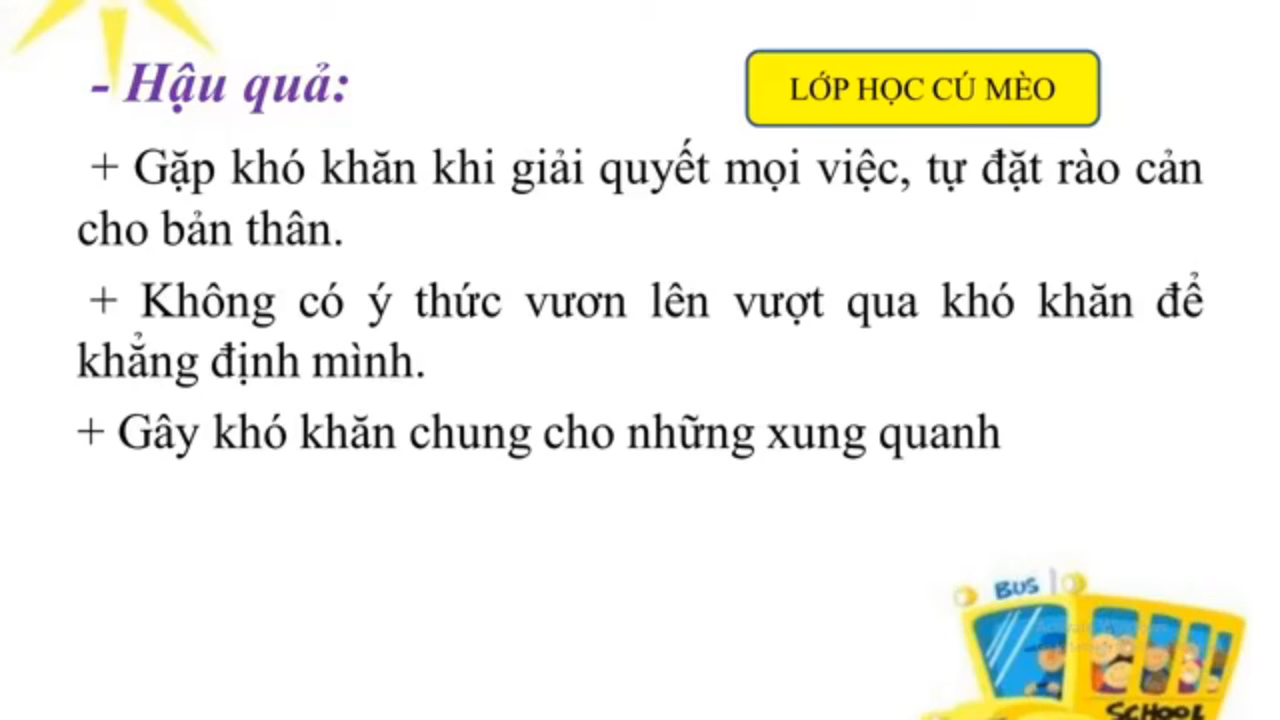 - Hậu quả:
LỚP HỌC CÚ MÈO
+ Gặp khó khăn khi giải quyết mọi việc, tự đặt rào cản
cho bản thân.
+ Không có ý thức vươn lên vượt qua khó khăn để
khẳng định mình.
+ Gây khó khăn chung cho những xung quanh
BUS
SCHOOL